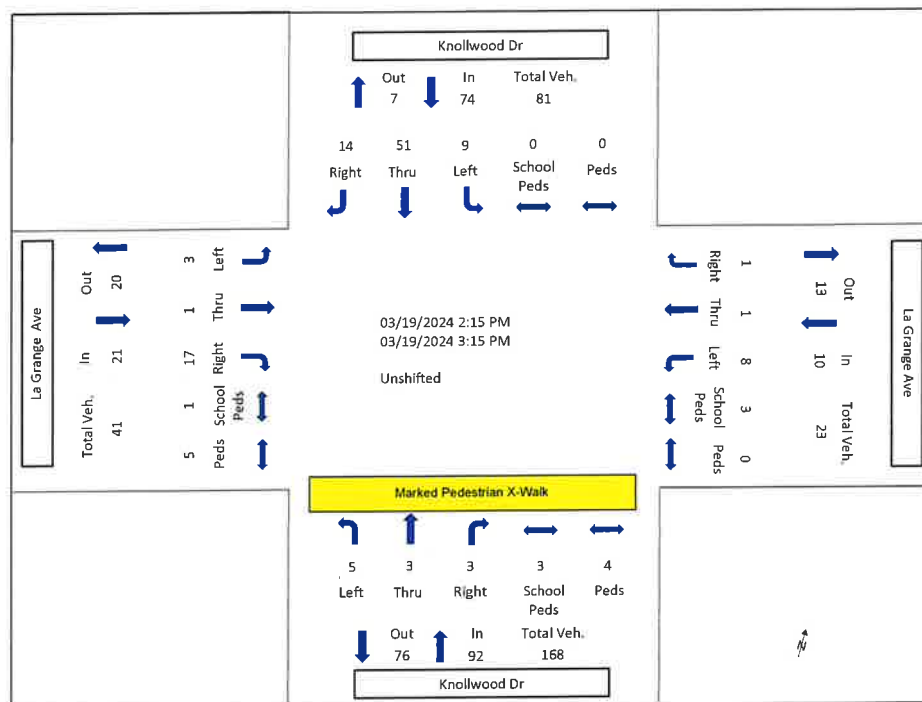 Knollwood Dr
Out In Total Veh.
7 74 81
14 51 9 0 0
Right Thru Left School Peds Peds
La Grange Ave
Out 20
In 21
Total Veh. 41
3 Left
1 Thru
17 Right
1 School Peds
5 Peds
03/19/2024 2:15 PM
03/19/2024 3:15 PM
Unshifted
Right 1
Thru 1
Left 8
School Peds 3
Peds 0
Out 13
In 10
Total Veh. 23
La Grange Ave
Marked Pedestrian X-Walk
5 3 3 3 4
Left Thru Right School Peds Peds
Out In Total Veh.
76 92 168
Knollwood Dr
N